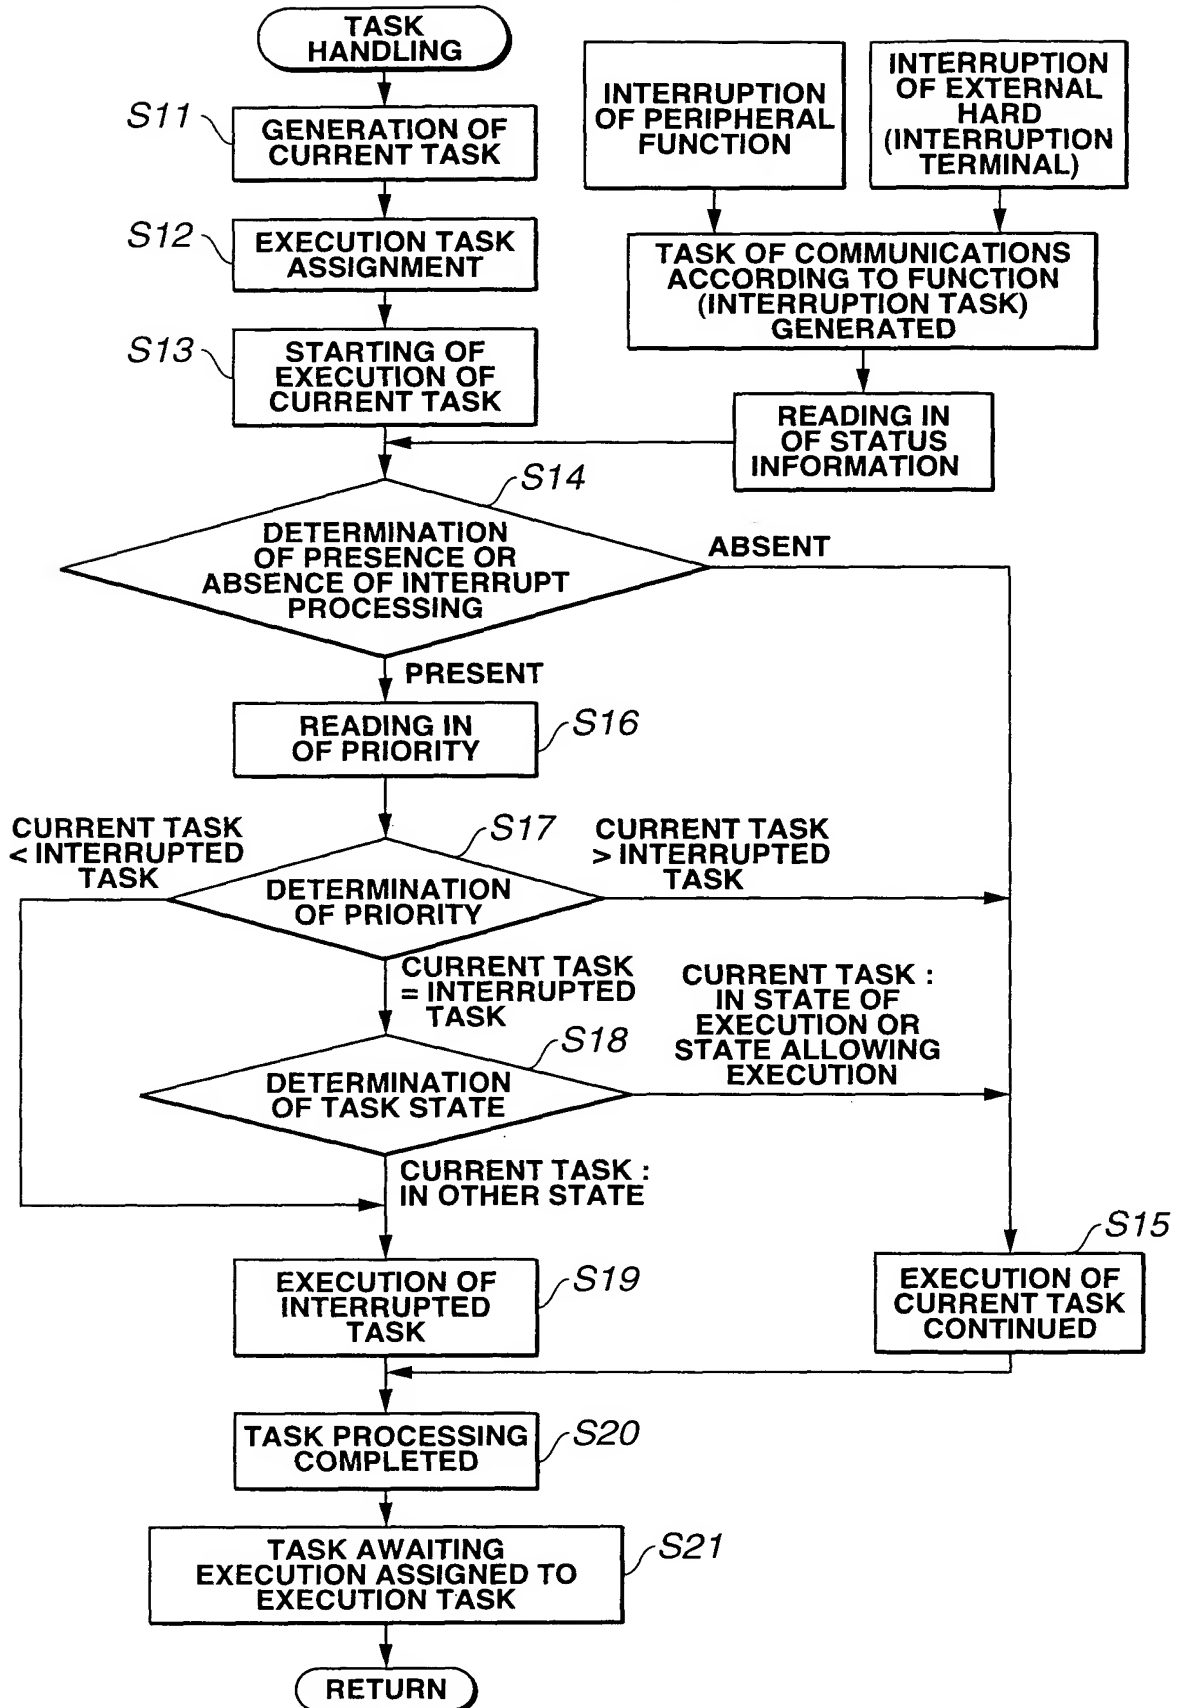 TASK
HANDLING
S11
GENERATION OF
CURRENT TASK
S12
EXECUTION TASK
ASSIGNMENT
S13
STARTING OF
EXECUTION OF
CURRENT TASK
INTERRUPTION
OF PERIPHERAL
FUNCTION
INTERRUPTION
OF EXTERNAL
HARD
(INTERRUPTION
TERMINAL)
TASK OF COMMUNICATIONS
ACCORDING TO FUNCTION
(INTERRUPTION TASK)
GENERATED
READING IN
OF STATUS
INFORMATION
S14
DETERMINATION
OF PRESENCE OR
ABSENCE OF INTERRUPT
PROCESSING
ABSENT
PRESENT
READING IN
OF PRIORITY
S16
CURRENT TASK
< INTERRUPTED
TASK
S17
DETERMINATION
OF PRIORITY
CURRENT TASK
> INTERRUPTED
TASK
CURRENT TASK
= INTERRUPTED
TASK
S18
DETERMINATION
OF TASK STATE
CURRENT TASK :
IN STATE OF
EXECUTION OR
STATE ALLOWING
EXECUTION
CURRENT TASK :
IN OTHER STATE
S15
EXECUTION OF
CURRENT TASK
CONTINUED
EXECUTION OF
INTERRUPTED
TASK
S19
TASK PROCESSING
COMPLETED
S20
TASK AWAITING
EXECUTION ASSIGNED TO
EXECUTION TASK
S21
RETURN